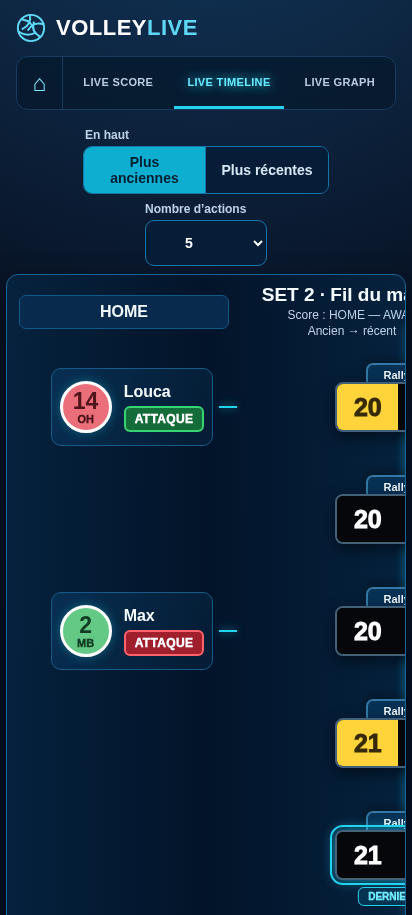 VOLLEYLIVE
LIVE SCORE
LIVE TIMELINE
LIVE GRAPH
En haut
Plus
anciennes
Plus récentes
Nombre d'actions
5
HOME
SET 2 · Fil du
Score : HOME —
Ancien → récent
14
OH
Louca
ATTAQUE
20
20
2
MB
Max
ATTAQUE
20
21
21